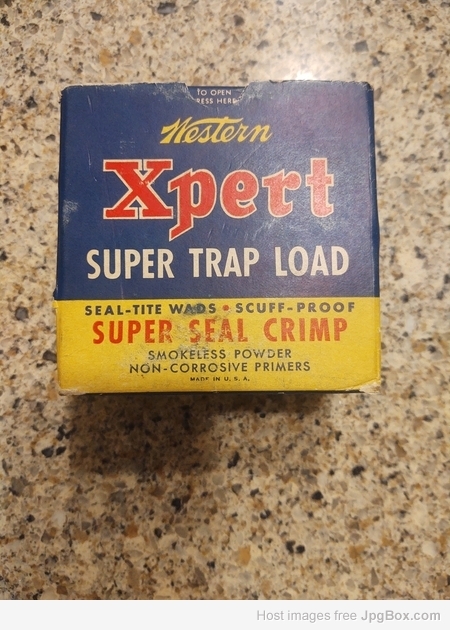 TO OPEN
PRESS HERE
Western
Xpert
SUPER TRAP LOAD
SEAL-TITE WADS • SCUFF-PROOF
SUPER SEAL CRIMP
SMOKELESS POWDER
NON-CORROSIVE PRIMERS
MADE IN U.S.A.
Host images free JpgBox.com